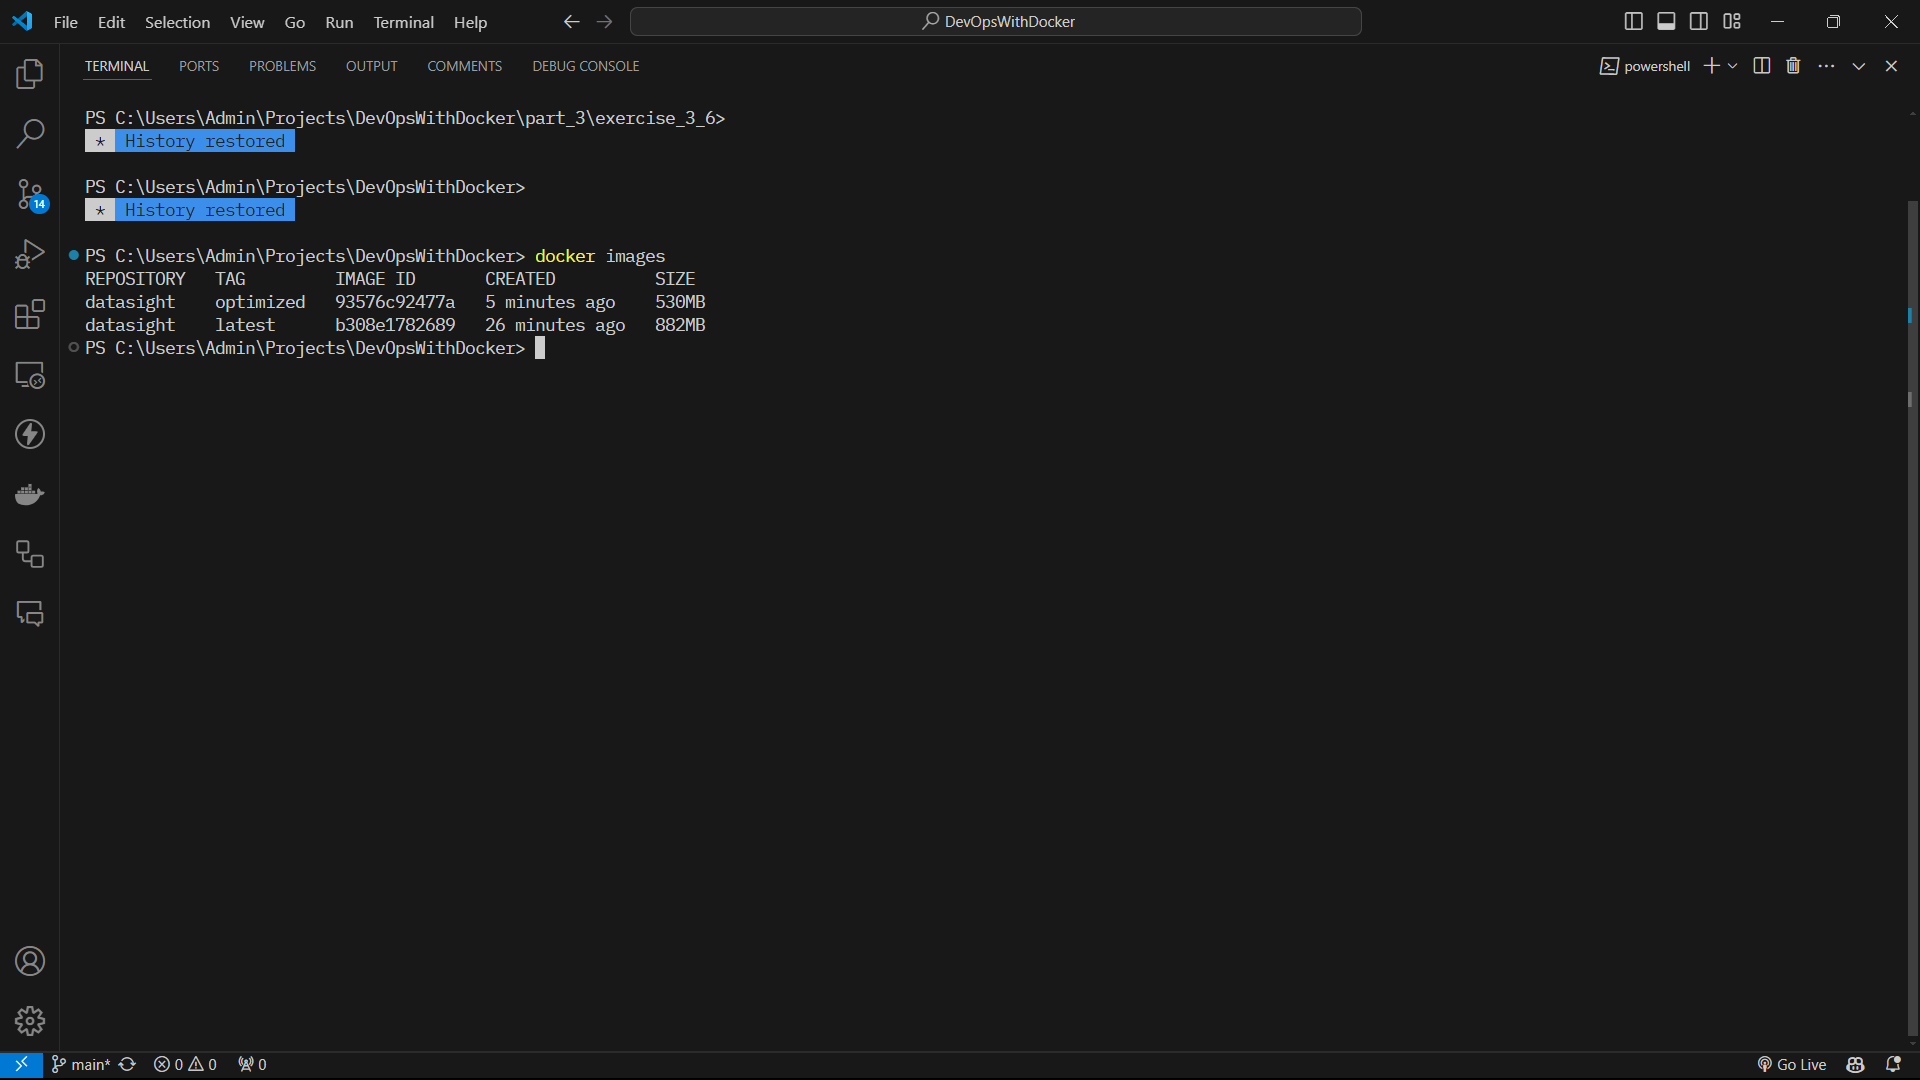 File Edit Selection View Go Run Terminal Help DevOpsWithDocker
TERMINAL PORTS PROBLEMS OUTPUT COMMENTS DEBUG CONSOLE powershell
PS C:\Users\Admin\Projects\DevOpsWithDocker\part_3\exercise_3_6>
* History restored
PS C:\Users\Admin\Projects\DevOpsWithDocker>
* History restored
PS C:\Users\Admin\Projects\DevOpsWithDocker> docker images
REPOSITORY TAG IMAGE ID CREATED SIZE
datasight optimized 93576c92477a 5 minutes ago 530MB
datasight latest b308e1782689 26 minutes ago 882MB
PS C:\Users\Admin\Projects\DevOpsWithDocker>
14
main* 0 0 0 Go Live